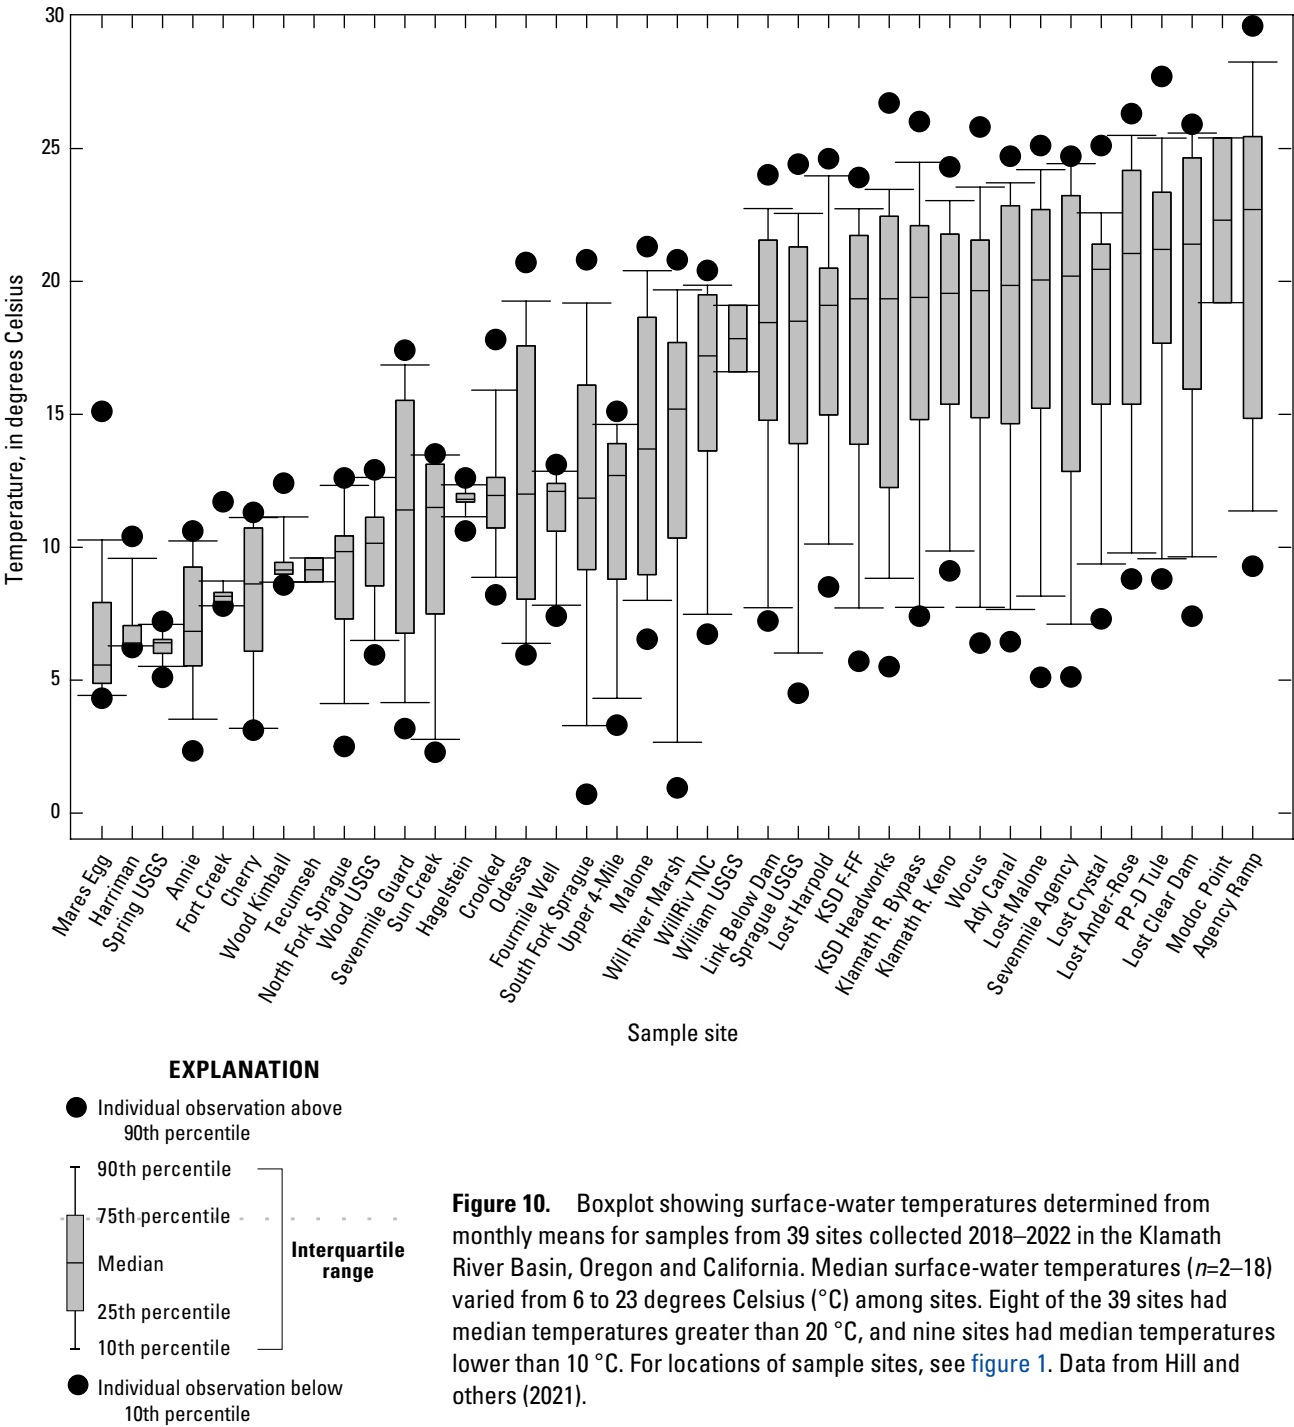 30
25
20
15
10
5
0
Temperature, in degrees Celsius
Mares Egg
Harriman
Spring USGS
Annie
Fort Creek
Cherry
Wood Kimball
Tecumseh
North Fork Sprague
Wood USGS
Sevenmile Guard
Sun Creek
Hagelstein
Crooked
Odessa
Fourmile Well
South Fork Sprague
Upper 4-Mile
Malone
Will River Marsh
WillRiv TNC
William USGS
Link Below Dam
Sprague USGS
Lost Harpold
KSD F-FF
KSD Headworks
Klamath R. Bypass
Klamath R. Keno
Wocus
Ady Canal
Lost Malone
Sevenmile Agency
Lost Crystal
Lost Ander-Rose
PP-D Tule
Lost Clear Dam
Modoc Point
Agency Ramp
Sample site
EXPLANATION
Individual observation above
90th percentile
90th percentile
75th percentile
Median
25th percentile
10th percentile
Interquartile
range
Individual observation below
10th percentile
Figure 10. Boxplot showing surface-water temperatures determined from
monthly means for samples from 39 sites collected 2018–2022 in the Klamath
River Basin, Oregon and California. Median surface-water temperatures (n=2–18)
varied from 6 to 23 degrees Celsius (°C) among sites. Eight of the 39 sites had
median temperatures greater than 20 °C, and nine sites had median temperatures
lower than 10 °C. For locations of sample sites, see figure 1. Data from Hill and
others (2021).